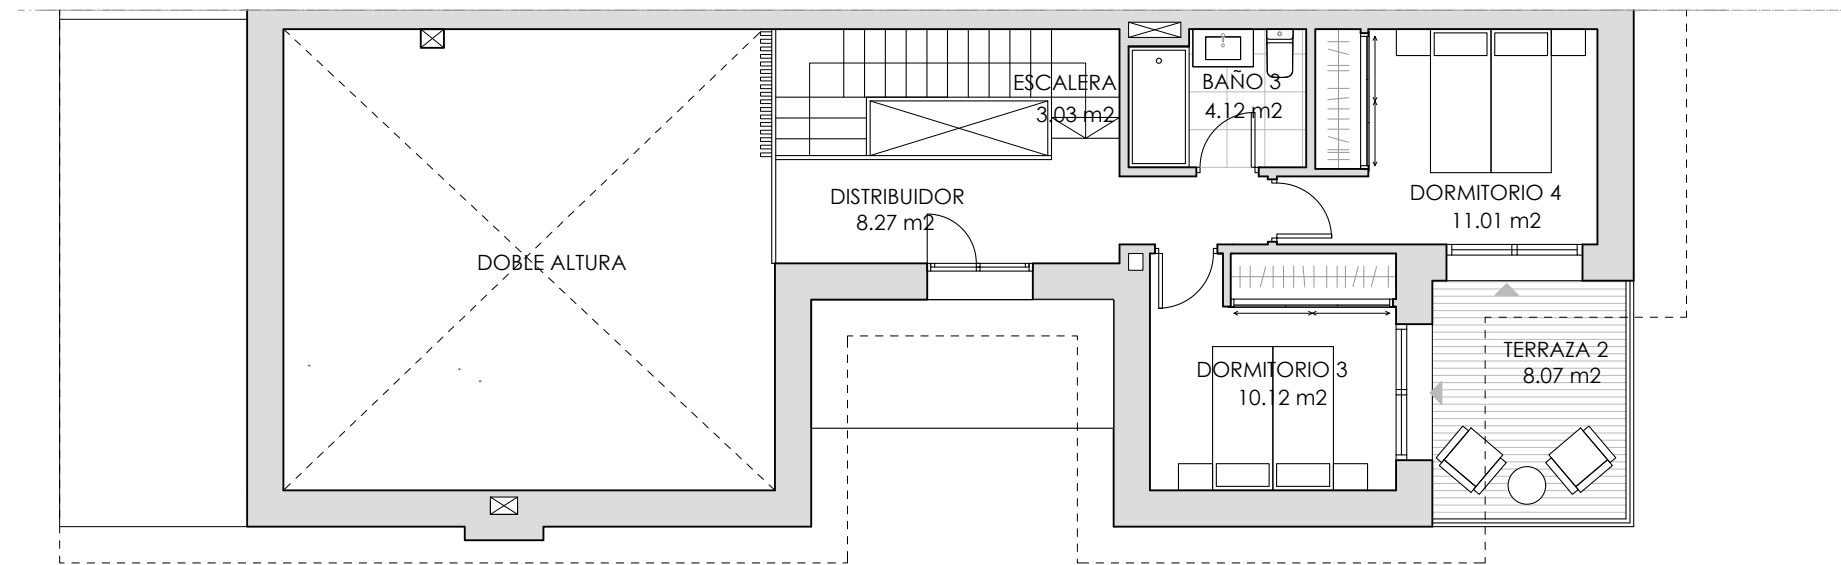 ESCALERA
3.03 m2
BAÑO 3
4.12 m2
DISTRIBUIDOR
8.27 m2
DORMITORIO 4
11.01 m2
DOBLE ALTURA
TERRAZA 2
8.07 m2
DORMITORIO 3
10.12 m2